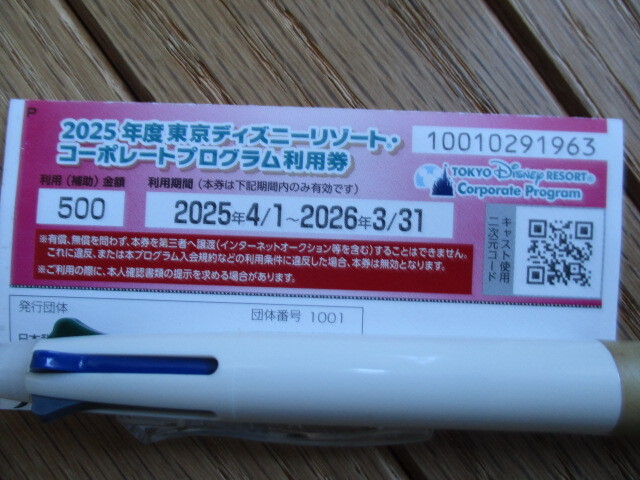 P
2025年度東京ディズニーリゾート・
コーポレートプログラム利用券
10010291963
TOKYO Disney RESORT®
Corporate Program
利用（補助）金額
500
利用期間（本券は下記期間内のみ有効です）
2025年4/1～2026年3/31
※有償、無償を問わず、本券を第三者へ譲渡（インターネットオークション等を含む）することはできません。
これに違反、または本プログラム入会規約などの利用条件に違反した場合、本券は無効となります。
※ご利用の際に、本人確認書類の提示を求める場合があります。
キャスト使用
二次元コード
発行団体
団体番号 1001
日本